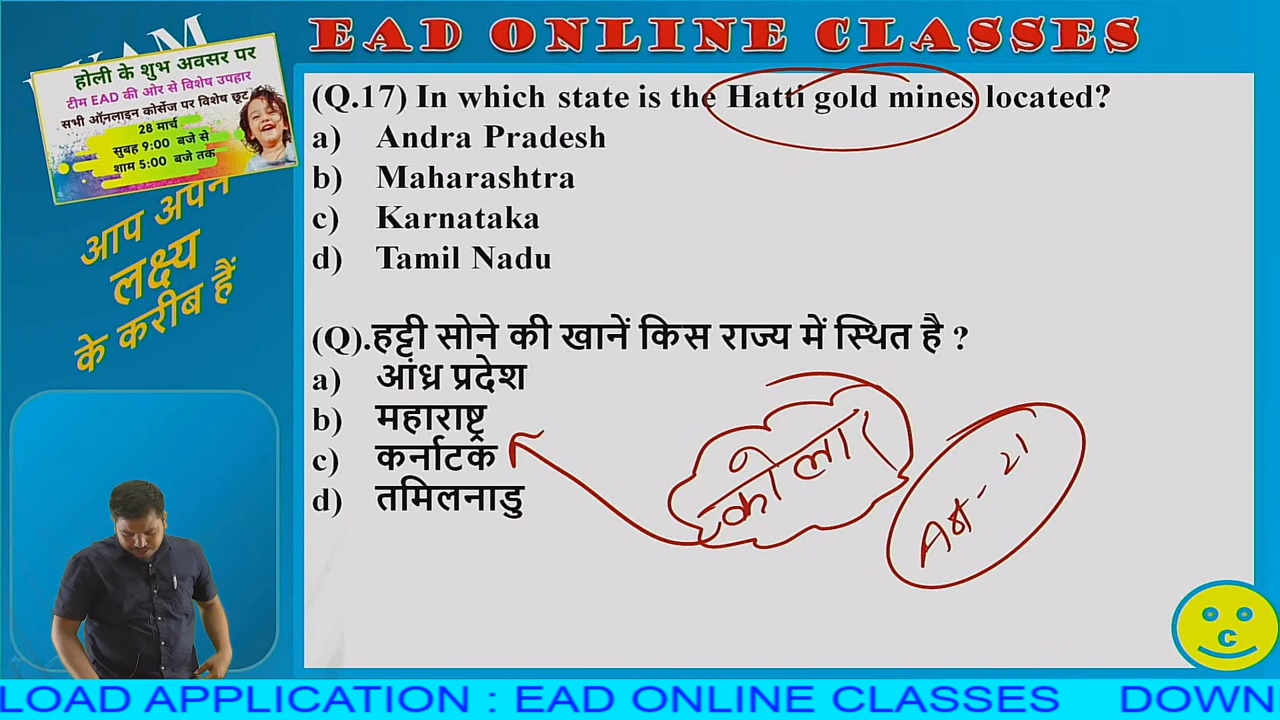 EAD ONLINE CLASSES
होली के शुभ अवसर पर
टीम EAD की ओर से विशेष उपहार
सभी ऑनलाइन कोर्सेज पर विशेष छूट
28 मार्च
सुबह 9:00 बजे से
शाम 5:00 बजे तक
आप अपने
लक्ष्य
के करीब हैं
(Q.17) In which state is the Hatti gold mines located?
a) Andra Pradesh
b) Maharashtra
c) Karnataka
d) Tamil Nadu
(Q).हट्टी सोने की खानें किस राज्य में स्थित है ?
a) आंध्र प्रदेश
b) महाराष्ट्र
c) कर्नाटक
d) तमिलनाडु
कोलार
21
C
LOAD APPLICATION : EAD ONLINE CLASSES DOWN